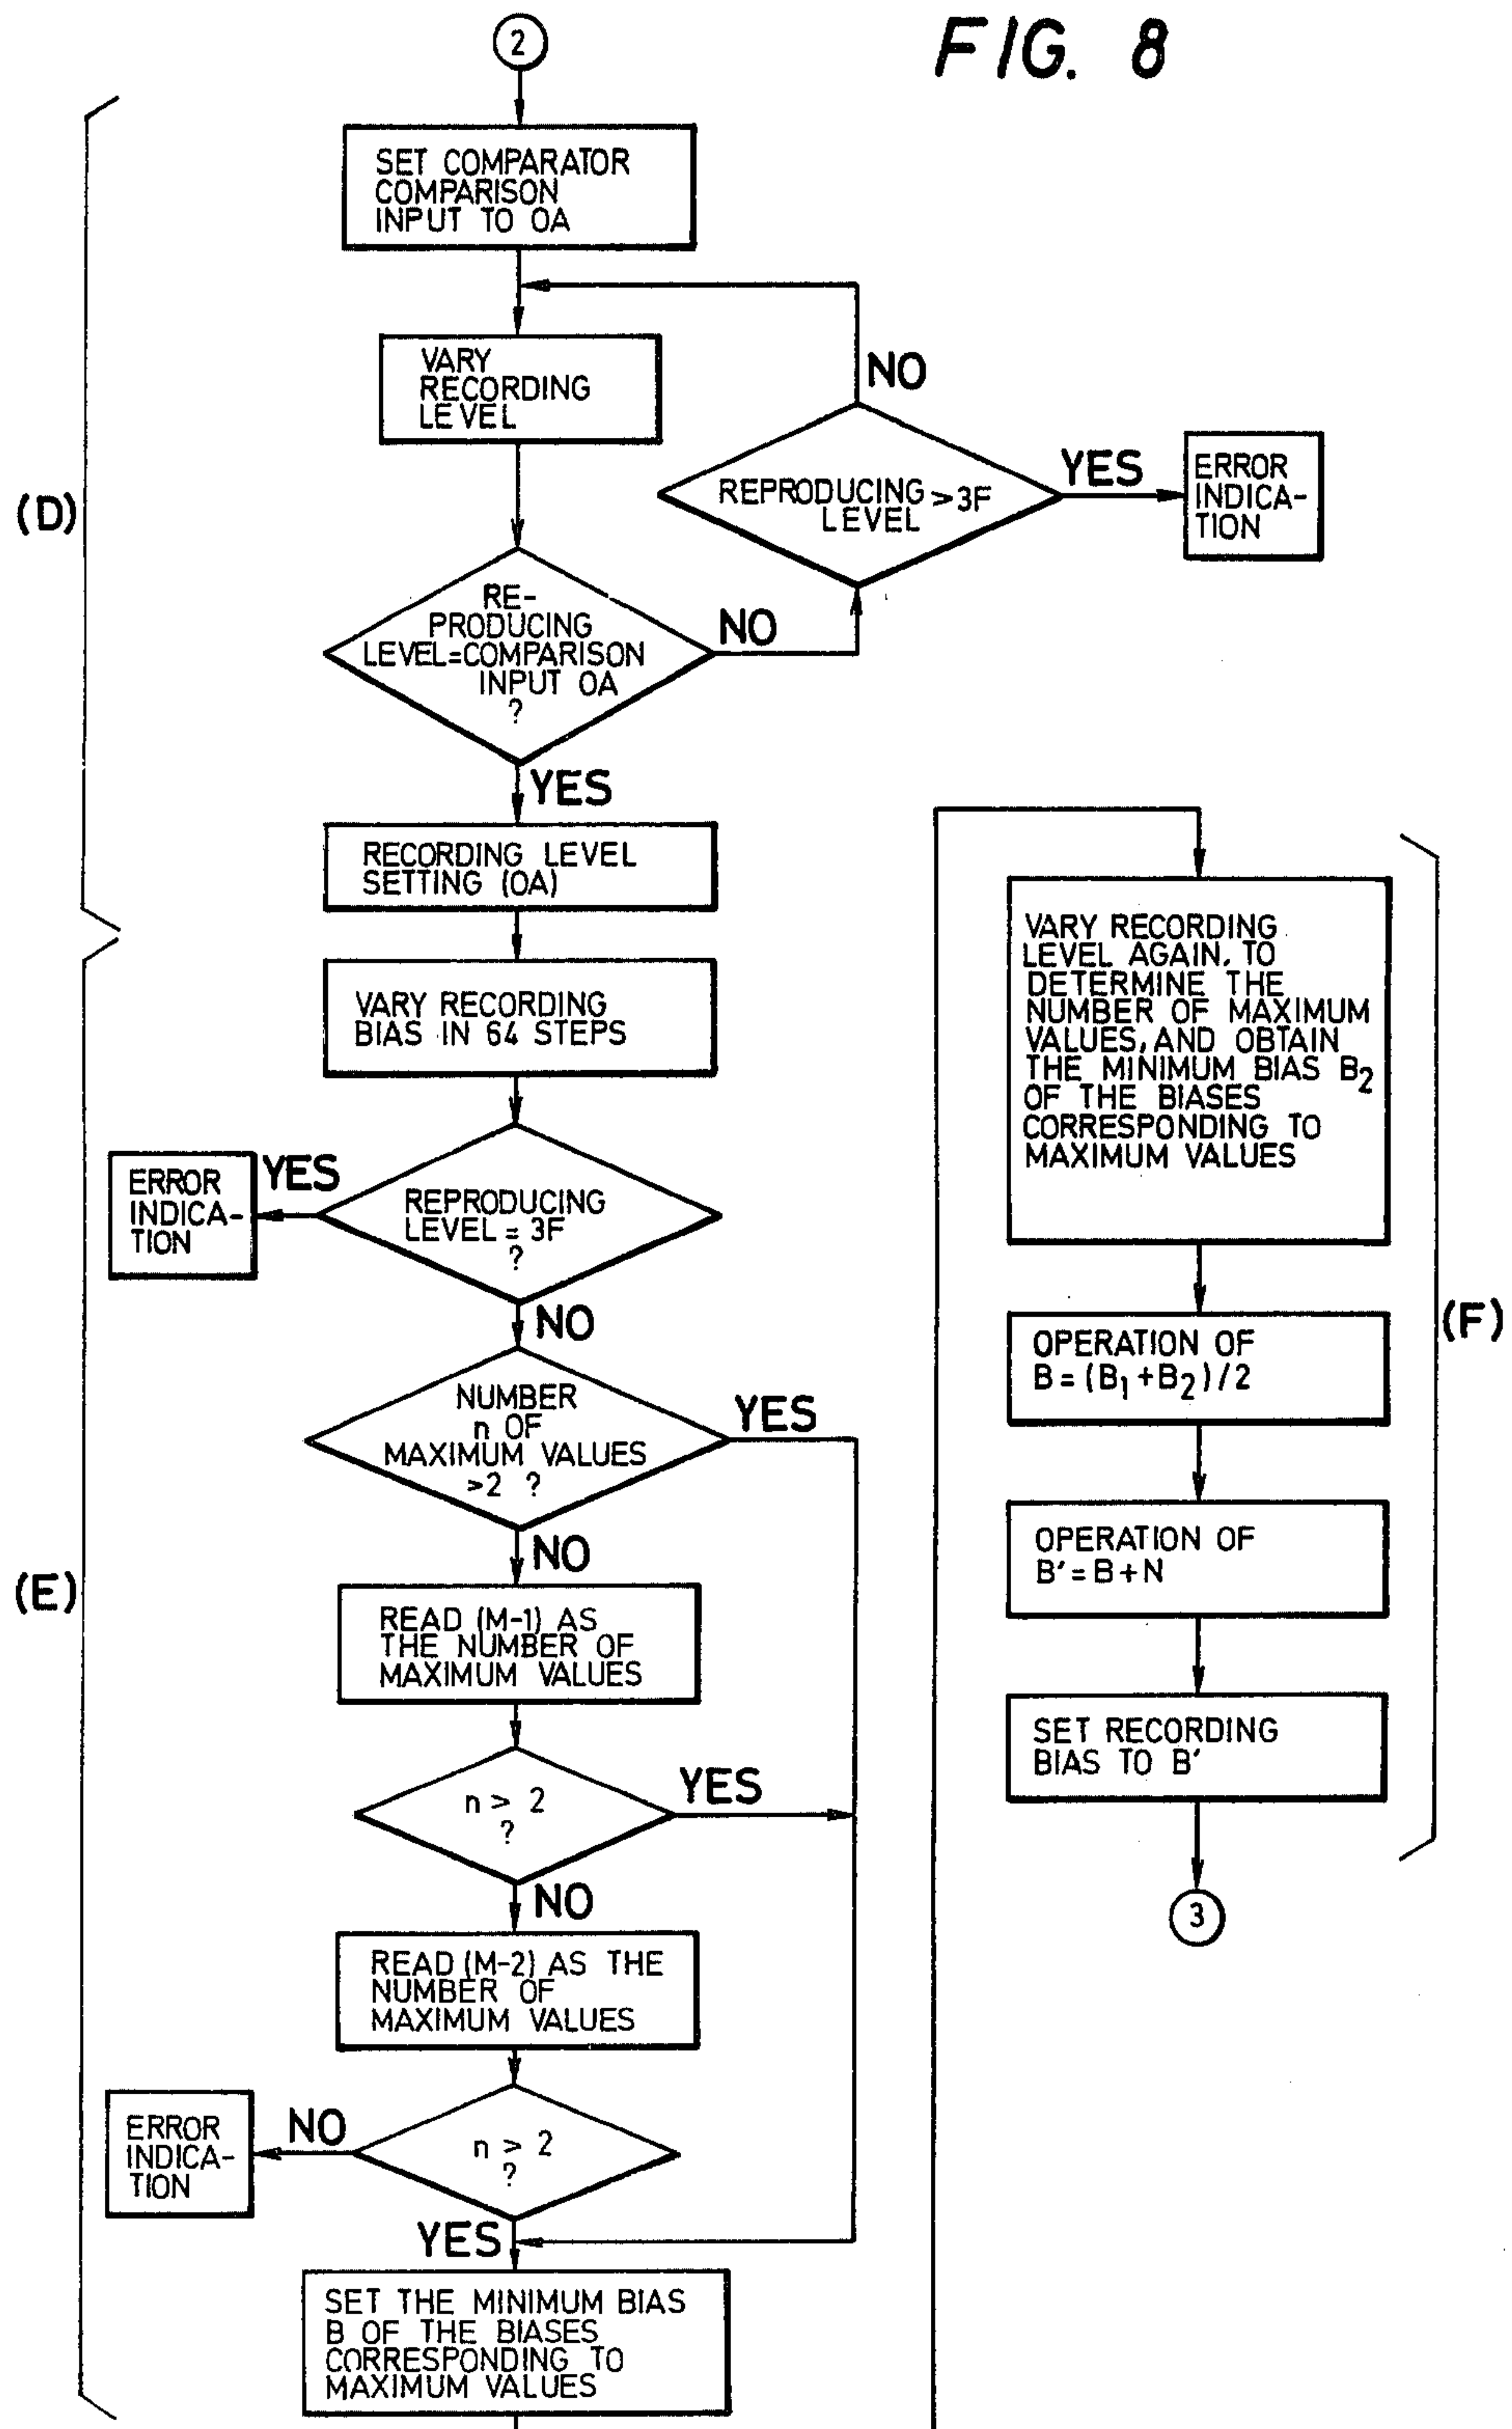 FIG. 8
2
SET COMPARATOR
COMPARISON
INPUT TO 0A
VARY
RECORDING
LEVEL
NO
REPRODUCING >3F
LEVEL
YES
ERROR
INDICA-
TION
(D)
RE-
PRODUCING
LEVEL=COMPARISON
INPUT 0A
?
NO
YES
RECORDING LEVEL
SETTING (0A)
VARY RECORDING
BIAS IN 64 STEPS
REPRODUCING
LEVEL = 3F
?
YES
ERROR
INDICA-
TION
NO
NUMBER
n OF
MAXIMUM VALUES
>2 ?
YES
NO
(E)
READ (M-1) AS
THE NUMBER OF
MAXIMUM VALUES
n > 2
?
YES
NO
READ (M-2) AS THE
NUMBER OF
MAXIMUM VALUES
n > 2
?
NO
ERROR
INDICA-
TION
YES
SET THE MINIMUM BIAS
B OF THE BIASES
CORRESPONDING TO
MAXIMUM VALUES
VARY RECORDING
LEVEL AGAIN, TO
DETERMINE THE
NUMBER OF MAXIMUM
VALUES, AND OBTAIN
THE MINIMUM BIAS B2
OF THE BIASES
CORRESPONDING TO
MAXIMUM VALUES
OPERATION OF
B = (B1 + B2) / 2
(F)
OPERATION OF
B' = B + N
SET RECORDING
BIAS TO B'
3